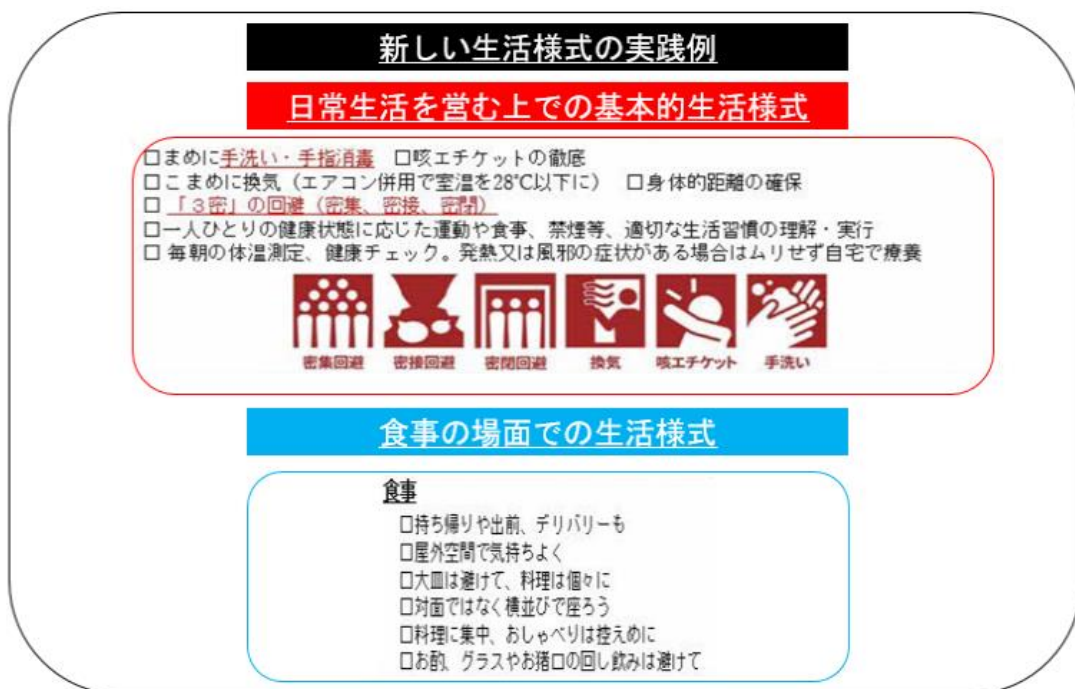 新しい生活様式の実践例
日常生活を営む上での基本的生活様式
□まめに手洗い・手指消毒 □咳エチケットの徹底
□こまめに換気（エアコン併用で室温を28℃以下に） □身体的距離の確保
□ 「３密」の回避（密集、密接、密閉）
□一人ひとりの健康状態に応じた運動や食事、禁煙等、適切な生活習慣の理解・実行
□ 毎朝の体温測定、健康チェック。発熱又は風邪の症状がある場合はムリせず自宅で療養
密集回避 密接回避 密閉回避 換気 咳エチケット 手洗い
食事の場面での生活様式
食事
□持ち帰りや出前、デリバリーも
□屋外空間で気持ちよく
□大皿は避けて、料理は個々に
□対面ではなく横並びで座ろう
□料理に集中、おしゃべりは控えめに
□お酌、グラスやお猪口の回し飲みは避けて